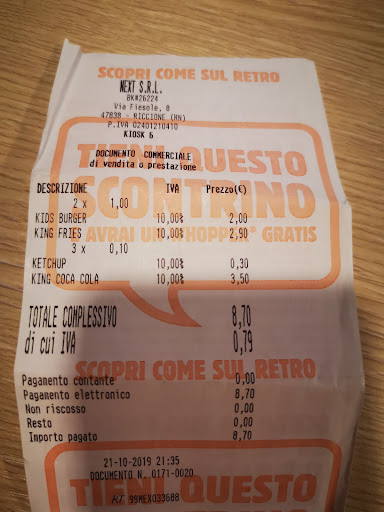 SCOPRI COME SUL RETRO
NEXT S.R.L.
BK#26224
Via Fiesole, 8
47838 - RICCIONE (RN)
P.IVA 02401210410
KIOSK 6
TIENI QUESTO
DOCUMENTO COMMERCIALE
di vendita o prestazione
DESCRIZIONE IVA Prezzo(€)
SCONTRINO
2 x 1,00
KIDS BURGER 10,00% 2,00
KING FRIES 10,00% 2,90
AVRAI UN WHOPPER® GRATIS
3 x 0,10
KETCHUP 10,00% 0,30
KING COCA COLA 10,00% 3,50
TOTALE COMPLESSIVO 8,70
di cui IVA 0,79
SCOPRI COME SUL RETRO
Pagamento contante 0,00
Pagamento elettronico 8,70
Non riscosso 0,00
Resto 0,00
Importo pagato 8,70
21-10-2019 21:35
DOCUMENTO N. 0171-0020
TIENI QUESTO
RT 99MEX033688